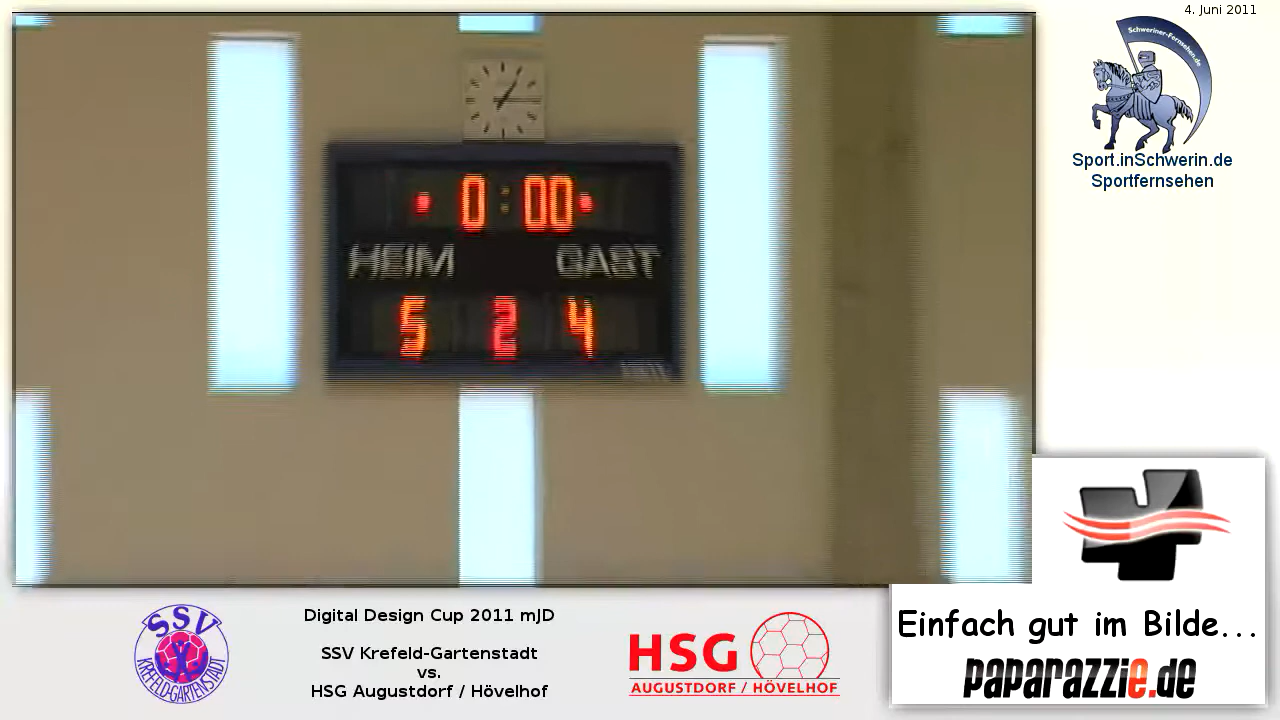 4. Juni 2011
Schweriner-Fernsehen.de
Sport.inSchwerin.de
Sportfernsehen
0:00
HEIM GAST
5 2 4
Einfach gut im Bilde...
paparazzie.de
SSV
KREFELD-GARTENSTADT
Digital Design Cup 2011 mJD
SSV Krefeld-Gartenstadt
vs.
HSG Augustdorf / Hövelhof
HSG
AUGUSTDORF / HÖVELHOF